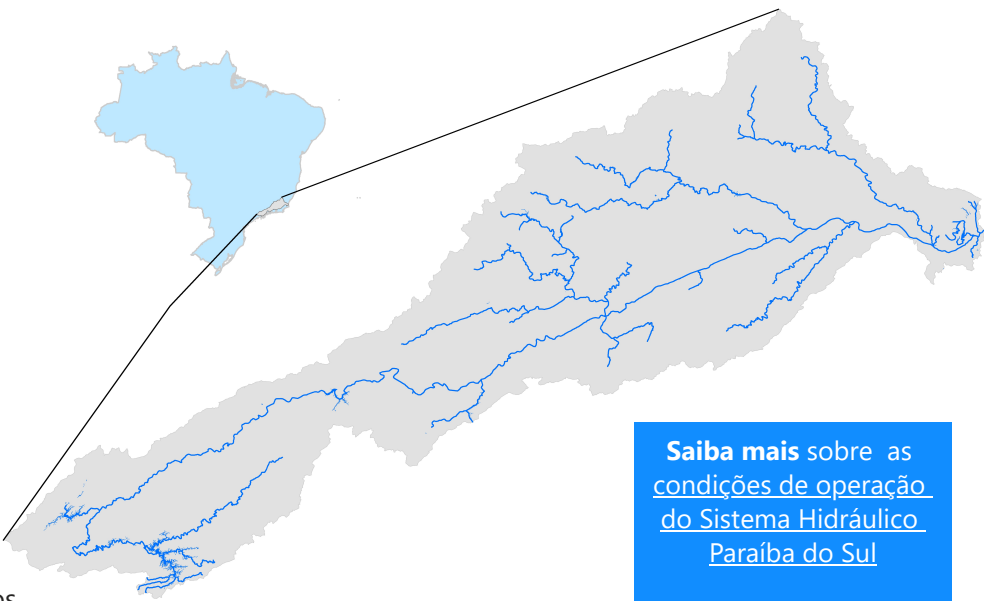 Saiba mais sobre as
condições de operação
do Sistema Hidráulico
Paraíba do Sul